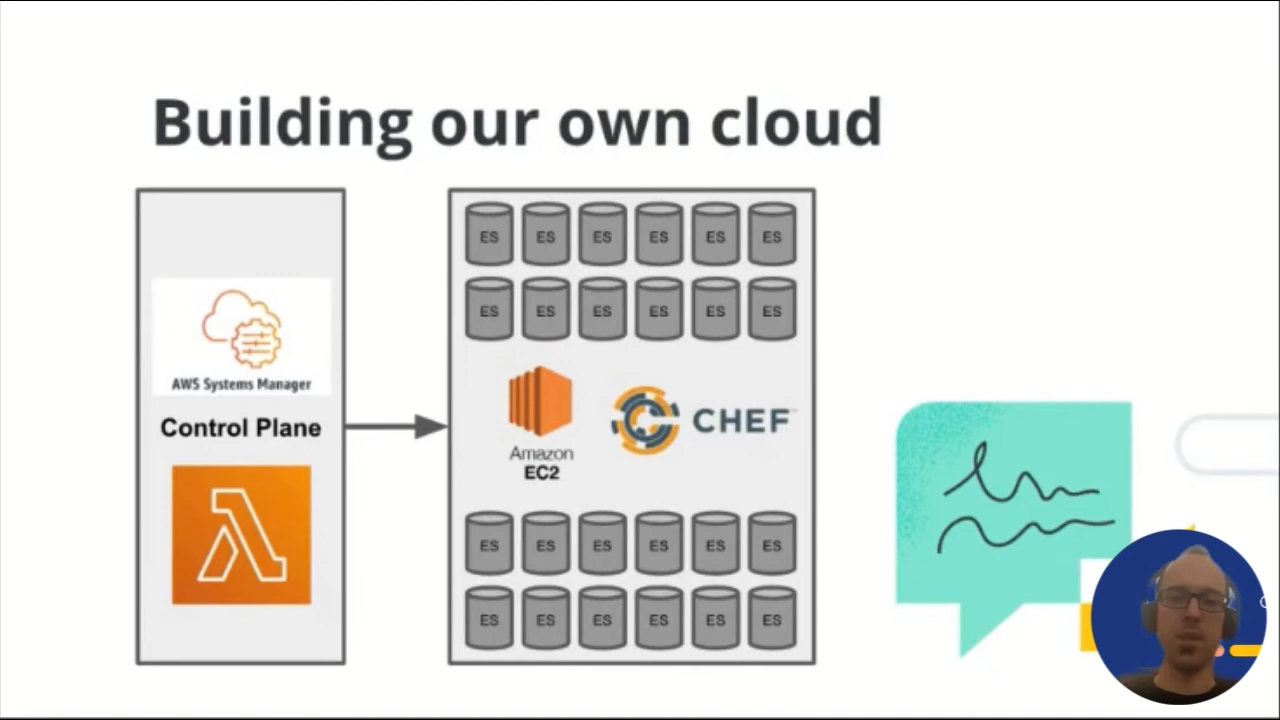 Building our own cloud
AWS Systems Manager
Control Plane
ES ES ES ES ES ES
ES ES ES ES ES ES
Amazon
EC2
CHEF
ES ES ES ES ES ES
ES ES ES ES ES ES